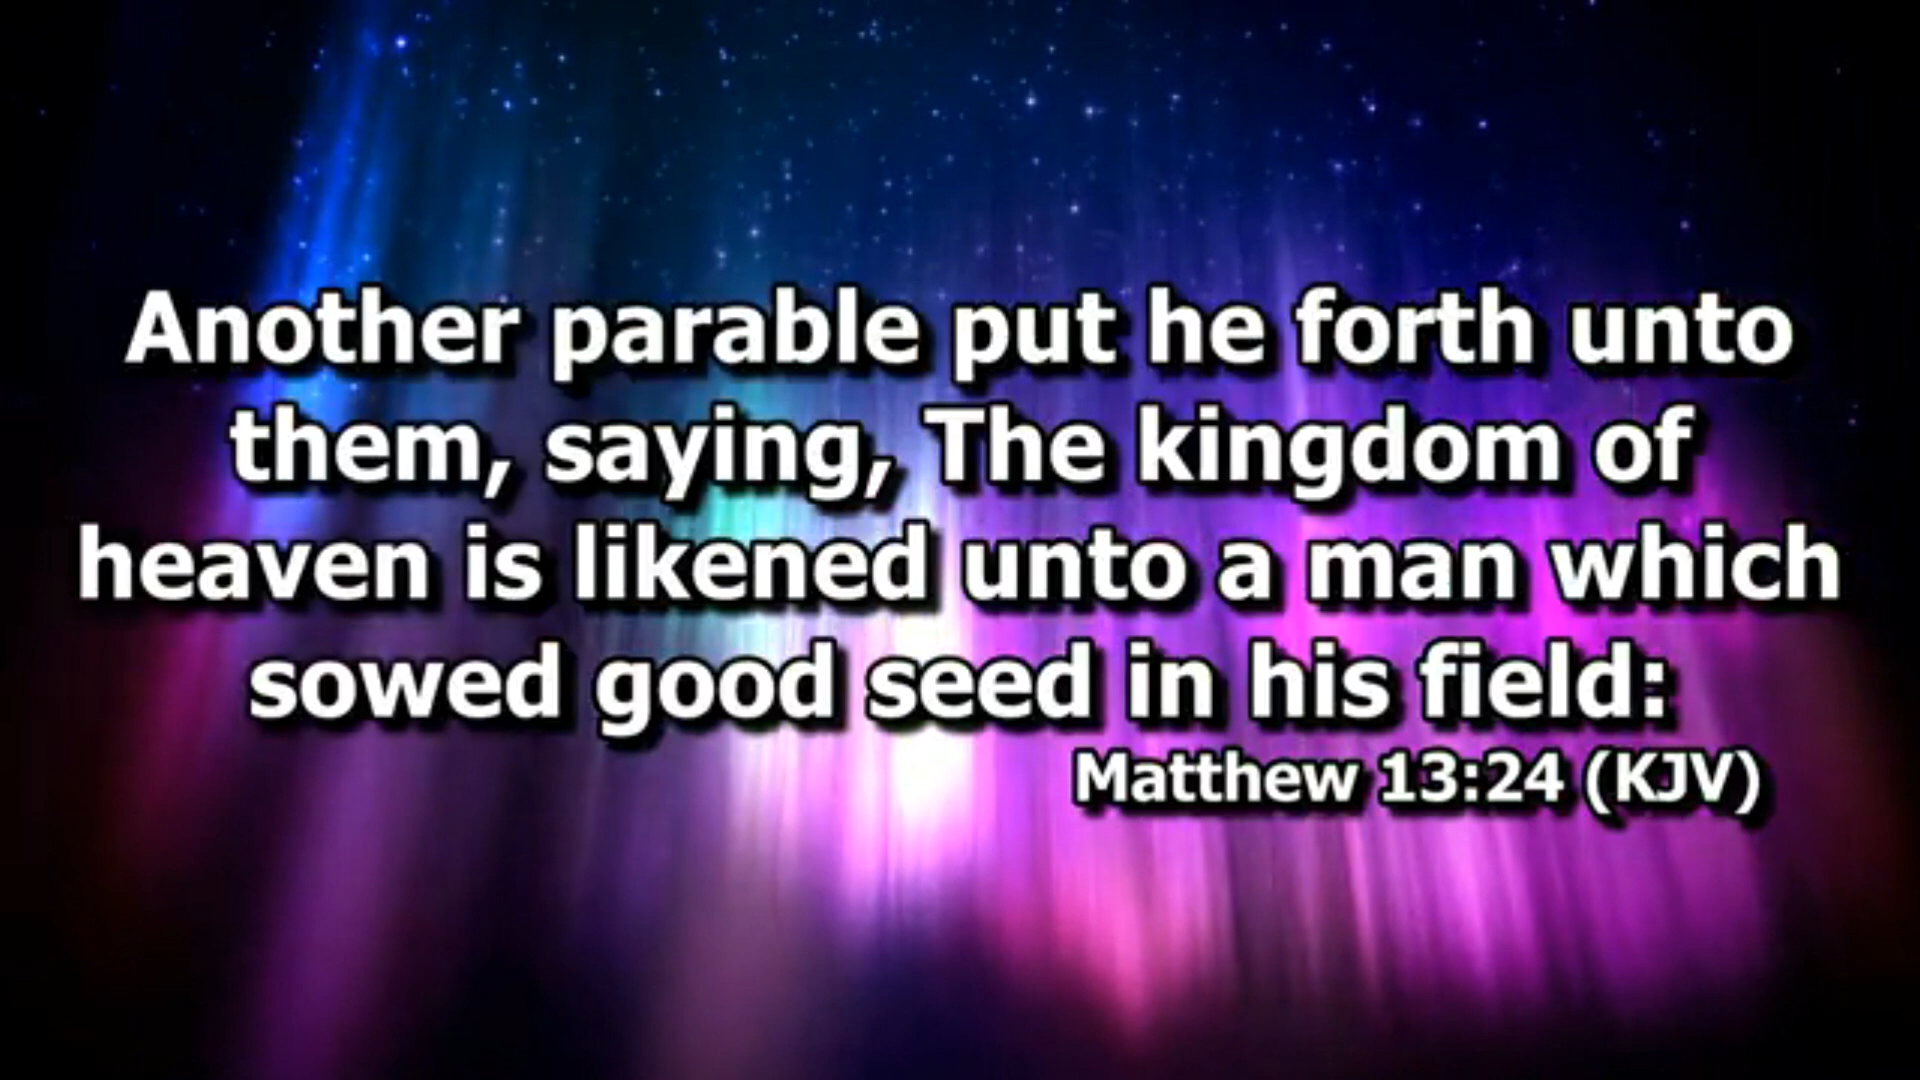 Another parable put he forth unto
them, saying, The kingdom of
heaven is likened unto a man which
sowed good seed in his field:
Matthew 13:24 (KJV)